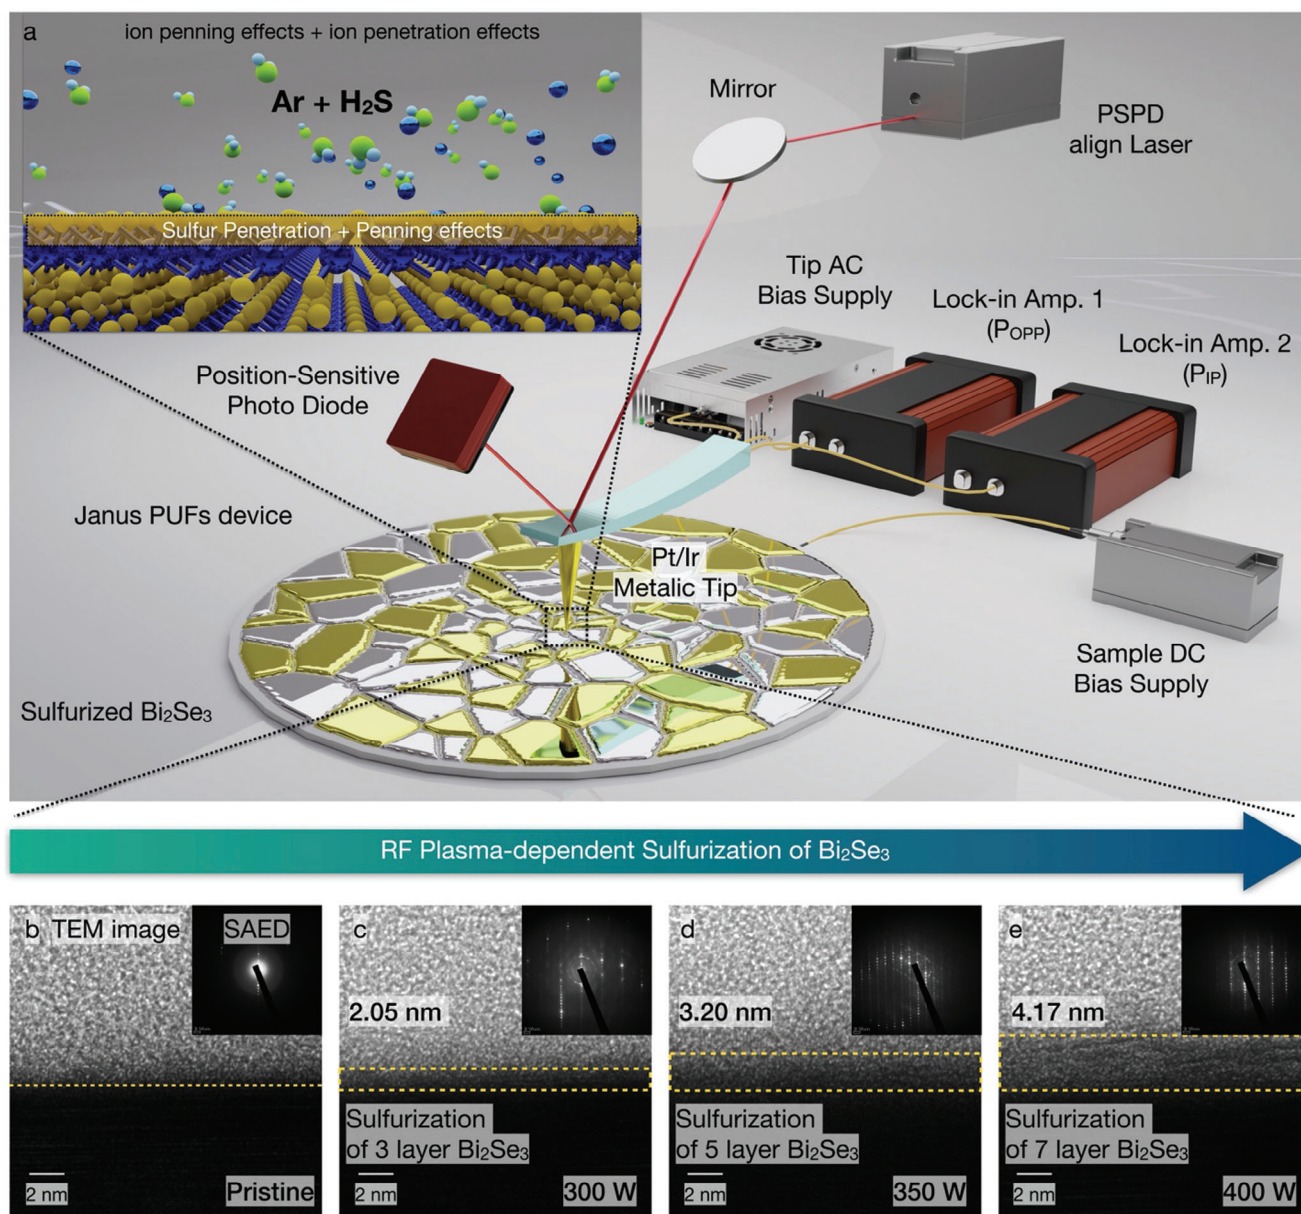 a
ion penning effects + ion penetration effects
Ar + H₂S
Sulfur Penetration + Penning effects
Mirror
PSPD
align Laser
Tip AC
Bias Supply
Lock-in Amp. 1
(P_OPP)
Lock-in Amp. 2
(P_IP)
Position-Sensitive
Photo Diode
Janus PUFs device
Pt/Ir
Metalic Tip
Sample DC
Bias Supply
Sulfurized Bi₂Se₃
RF Plasma-dependent Sulfurization of Bi₂Se₃
b TEM image
SAED
2 nm
Pristine
c
2.05 nm
Sulfurization
of 3 layer Bi₂Se₃
2 nm
300 W
d
3.20 nm
Sulfurization
of 5 layer Bi₂Se₃
2 nm
350 W
e
4.17 nm
Sulfurization
of 7 layer Bi₂Se₃
2 nm
400 W